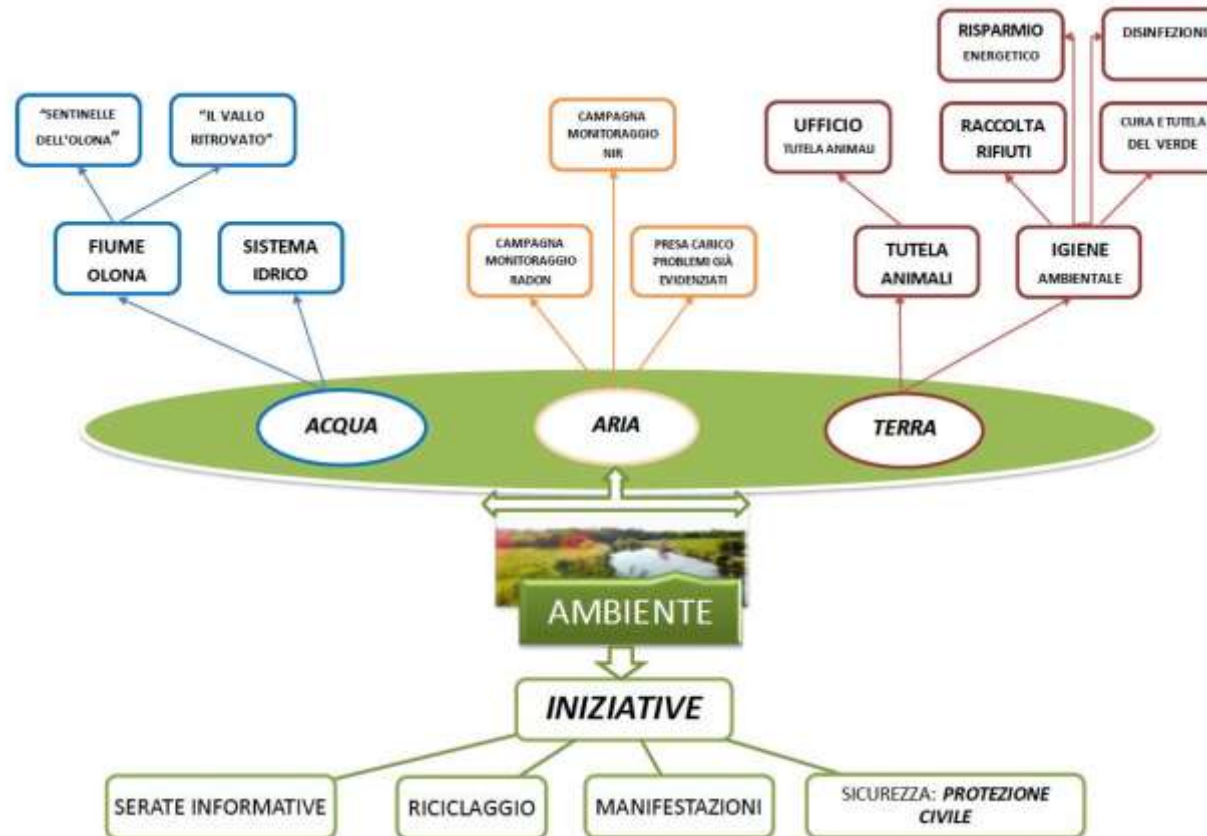 RISPARMIO
ENERGETICO
DISINFEZIONI
"SENTINELLE
DELL'OLONA"
"IL VALLO
RITROVATO"
CAMPAGNA
MONITORAGGIO
NIR
UFFICIO
TUTELA ANIMALI
RACCOLTA
RIFIUTI
CURA E TUTELA
DEL VERDE
FIUME
OLONA
SISTEMA
IDRICO
CAMPAGNA
MONITORAGGIO
RADON
PRESA CARICO
PROBLEMI GIÀ
EVIDENZIATI
TUTELA
ANIMALI
IGIENE
AMBIENTALE
ACQUA
ARIA
TERRA
AMBIENTE
INIZIATIVE
SERATE INFORMATIVE
RICICLAGGIO
MANIFESTAZIONI
SICUREZZA: PROTEZIONE
CIVILE